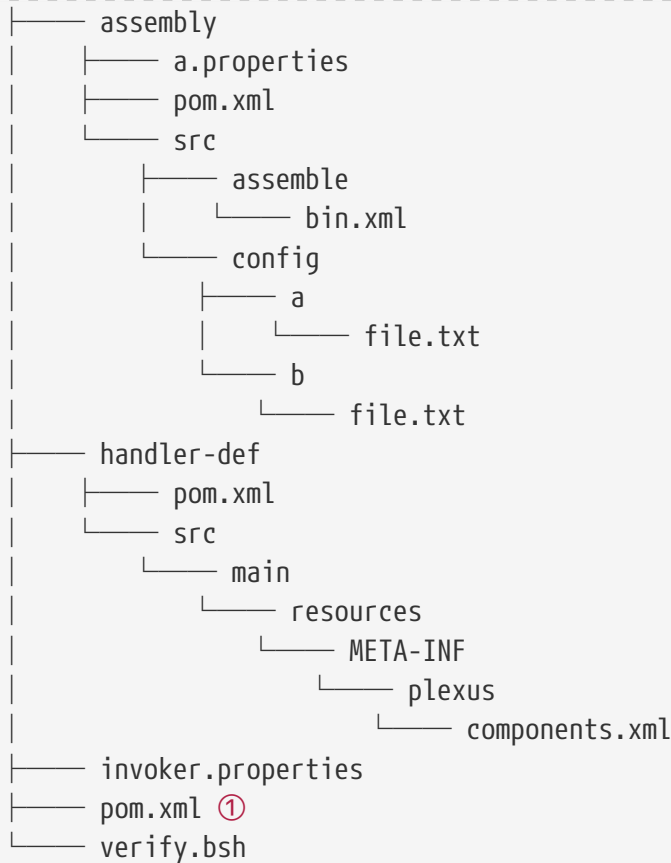 ├──── assembly
│     ├──── a.properties
│     ├──── pom.xml
│     └──── src
│         ├──── assemble
│         │     └──── bin.xml
│         └──── config
│             ├──── a
│             │     └──── file.txt
│             └──── b
│                 └──── file.txt
├──── handler-def
│     ├──── pom.xml
│     └──── src
│         └──── main
│             └──── resources
│                 └──── META-INF
│                     └──── plexus
│                         └──── components.xml
├──── invoker.properties
├──── pom.xml ①
└──── verify.bsh